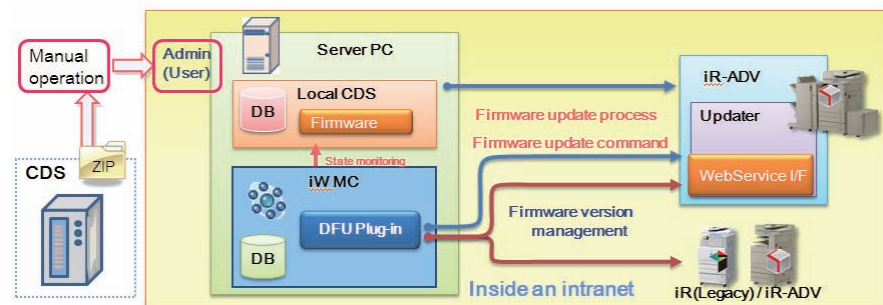 Manual
operation
Admin
(User)
Server PC
Local CDS
DB
Firmware
State monitoring
iW MC
DFU Plug-in
DB
CDS
ZIP
iR-ADV
Updater
WebService I/F
Firmware update process
Firmware update command
Firmware version
management
Inside an intranet
iR(Legacy) / iR-ADV